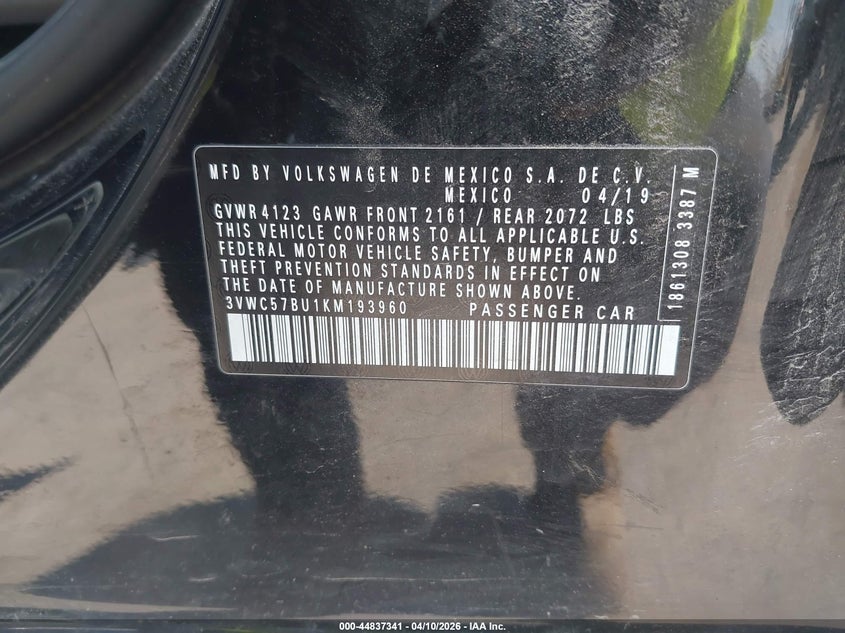 MFD BY VOLKSWAGEN DE MEXICO S.A. DE C.V.
MEXICO 04/19
GVWR 4123 GAWR FRONT 2161 / REAR 2072 LBS
THIS VEHICLE CONFORMS TO ALL APPLICABLE U.S.
FEDERAL MOTOR VEHICLE SAFETY, BUMPER AND
THEFT PREVENTION STANDARDS IN EFFECT ON
THE DATE OF MANUFACTURE SHOWN ABOVE.
3VWC57BU1KM193960 PASSENGER CAR
1861308 3387 M
000-44837341 - 04/10/2026 - IAA Inc.